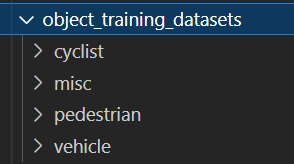 object_training_datasets
cyclist
misc
pedestrian
vehicle